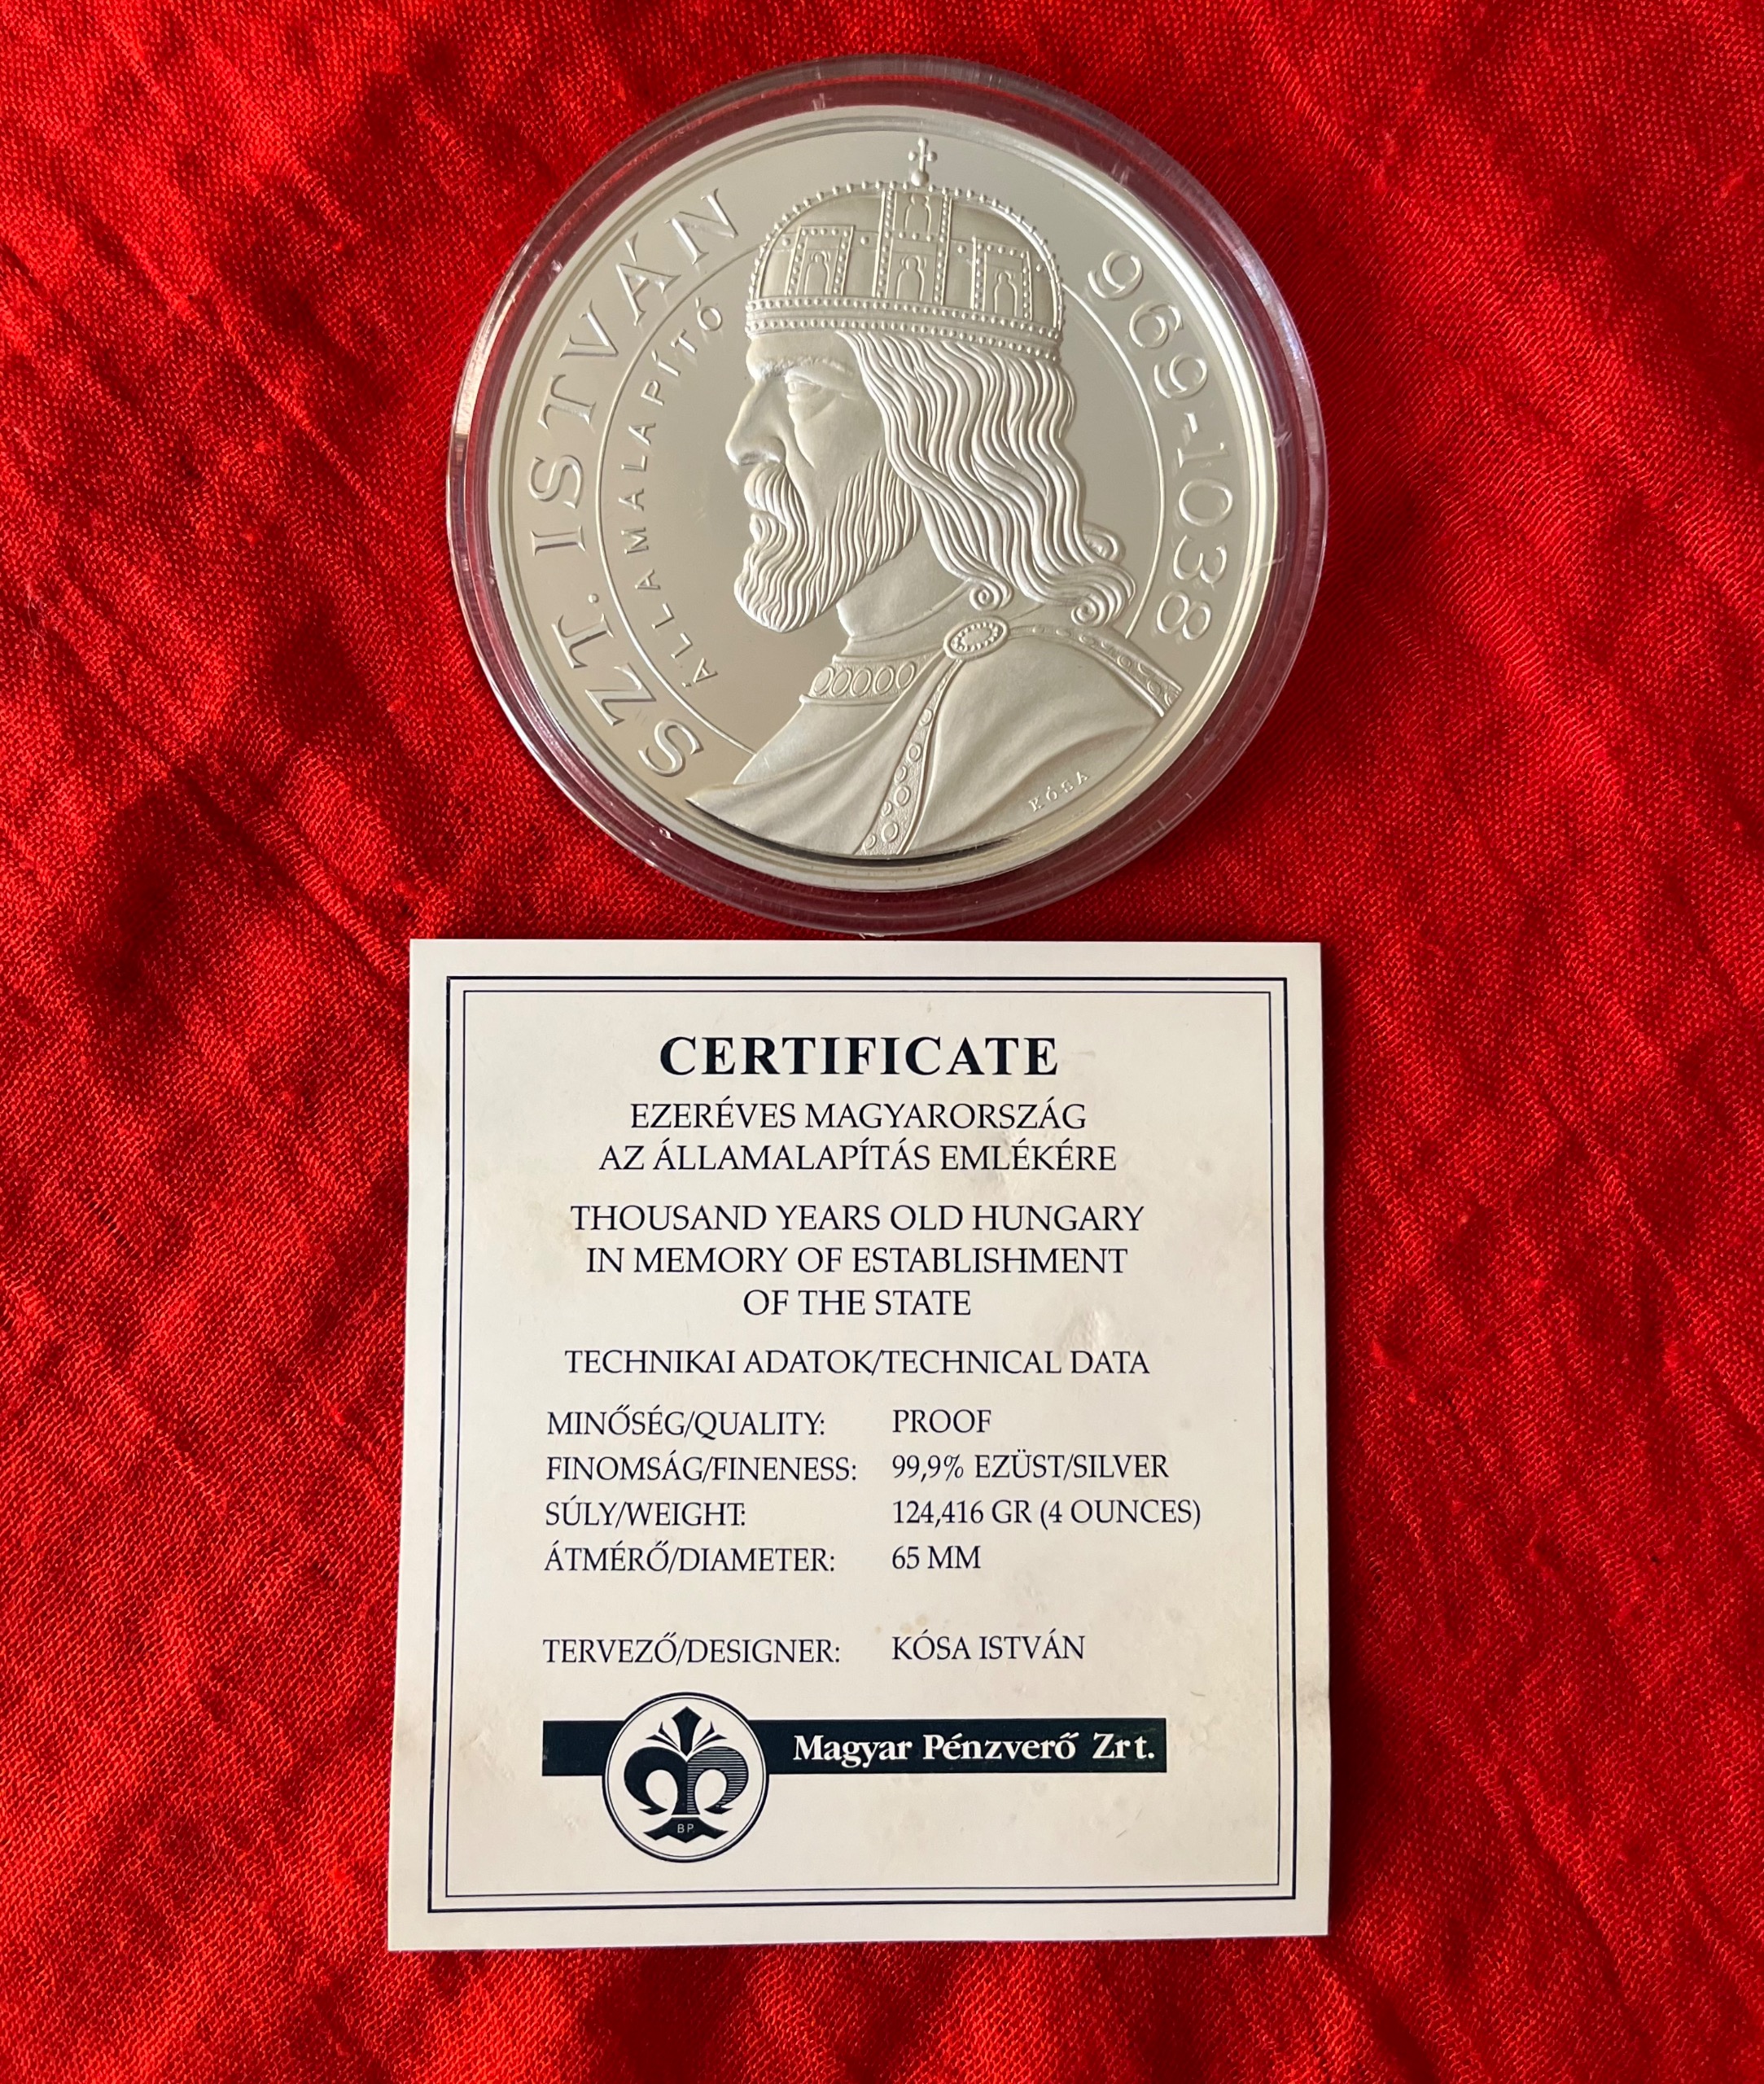 SZT. ISTVÁN
ÁLLAMALAPÍTÓ
969-1038
KÓSA
CERTIFICATE
EZERÉVES MAGYARORSZÁG
AZ ÁLLAMALAPÍTÁS EMLÉKÉRE
THOUSAND YEARS OLD HUNGARY
IN MEMORY OF ESTABLISHMENT
OF THE STATE
TECHNIKAI ADATOK/TECHNICAL DATA
MINŐSÉG/QUALITY: PROOF
FINOMSÁG/FINENESS: 99,9% EZÜST/SILVER
SÚLY/WEIGHT: 124,416 GR (4 OUNCES)
ÁTMÉRŐ/DIAMETER: 65 MM
TERVEZŐ/DESIGNER: KÓSA ISTVÁN
Magyar Pénzverő Zrt.
BP.